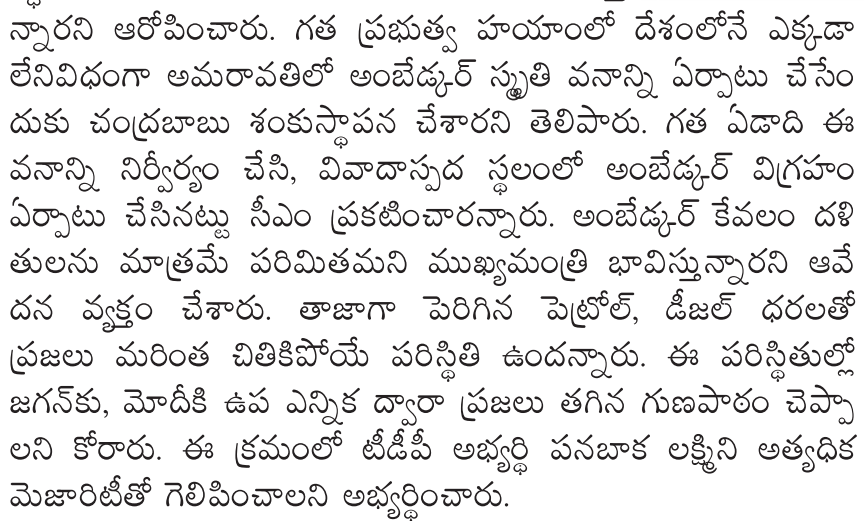 న్నారని ఆరోపించారు. గత ప్రభుత్వ హయాంలో దేశంలోనే ఎక్కడా
లేనివిధంగా అమరావతిలో అంబేడ్కర్ స్మృతి వనాన్ని ఏర్పాటు చేసేం
దుకు చంద్రబాబు శంకుస్థాపన చేశారని తెలిపారు. గత ఏడాది ఈ
వనాన్ని నిర్వీర్యం చేసి, వివాదాస్పద స్థలంలో అంబేడ్కర్ విగ్రహం
ఏర్పాటు చేసినట్టు సీఎం ప్రకటించారన్నారు. అంబేడ్కర్ కేవలం దళి
తులను మాత్రమే పరిమితమని ముఖ్యమంత్రి భావిస్తున్నారని ఆవే
దన వ్యక్తం చేశారు. తాజాగా పెరిగిన పెట్రోల్, డీజల్ ధరలతో
ప్రజలు మరింత చితికిపోయే పరిస్థితి ఉందన్నారు. ఈ పరిస్థితుల్లో
జగన్‌కు, మోదీకి ఉప ఎన్నిక ద్వారా ప్రజలు తగిన గుణపాఠం చెప్పా
లని కోరారు. ఈ క్రమంలో టీడీపీ అభ్యర్థి పనబాక లక్ష్మిని అత్యధిక
మెజారిటీతో గెలిపించాలని అభ్యర్థించారు.